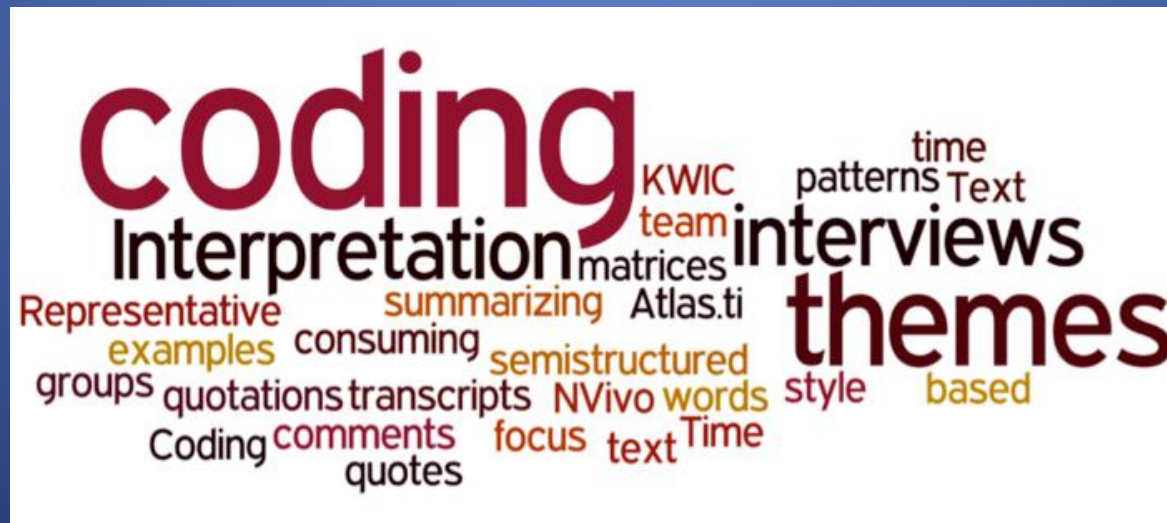 coding
time
KWIC patterns Text
team interviews
Interpretation matrices
Representative summarizing Atlas.ti themes
examples consuming semistructured
groups quotations transcripts NVivo words style based
Coding comments focus text Time
quotes